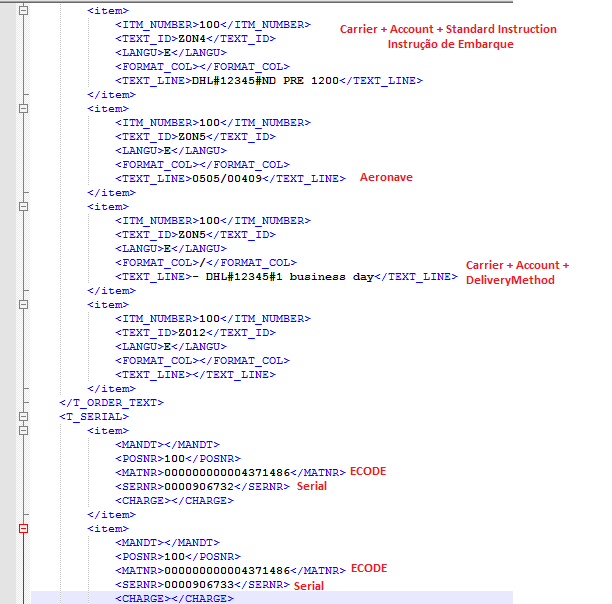 <item>
<ITM_NUMBER>100</ITM_NUMBER>
Carrier + Account + Standard Instruction
<TEXT_ID>Z0N4</TEXT_ID>
Instrução de Embarque
<LANGU>E</LANGU>
<FORMAT_COL></FORMAT_COL>
<TEXT_LINE>DHL#12345#ND PRE 1200</TEXT_LINE>
</item>
<item>
<ITM_NUMBER>100</ITM_NUMBER>
<TEXT_ID>Z0N5</TEXT_ID>
<LANGU>E</LANGU>
<FORMAT_COL></FORMAT_COL>
<TEXT_LINE>0505/00409</TEXT_LINE> Aeronave
</item>
<item>
<ITM_NUMBER>100</ITM_NUMBER>
<TEXT_ID>Z0N5</TEXT_ID>
<LANGU>E</LANGU>
<FORMAT_COL>/</FORMAT_COL>
Carrier + Account +
<TEXT_LINE>- DHL#12345#1 business day</TEXT_LINE>
DeliveryMethod
</item>
<item>
<ITM_NUMBER>100</ITM_NUMBER>
<TEXT_ID>Z012</TEXT_ID>
<LANGU>E</LANGU>
<FORMAT_COL></FORMAT_COL>
<TEXT_LINE></TEXT_LINE>
</item>
</T_ORDER_TEXT>
<T_SERIAL>
<item>
<MANDT></MANDT>
<POSNR>100</POSNR>
<MATNR>000000000004371486</MATNR> ECODE
<SERNR>0000906732</SERNR> Serial
<CHARGE></CHARGE>
</item>
<item>
<MANDT></MANDT>
<POSNR>100</POSNR>
<MATNR>000000000004371486</MATNR> ECODE
<SERNR>0000906733</SERNR> Serial
<CHARGE></CHARGE>